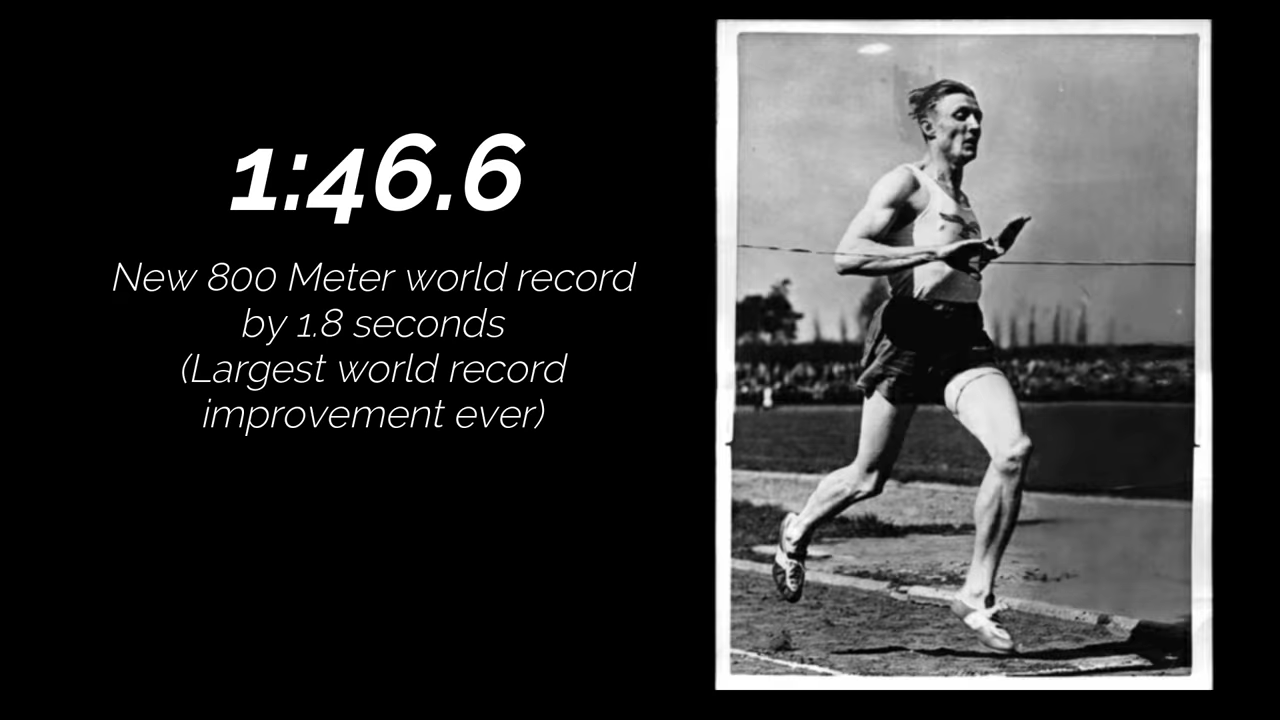 1:46.6
New 800 Meter world record
by 1.8 seconds
(Largest world record
improvement ever)